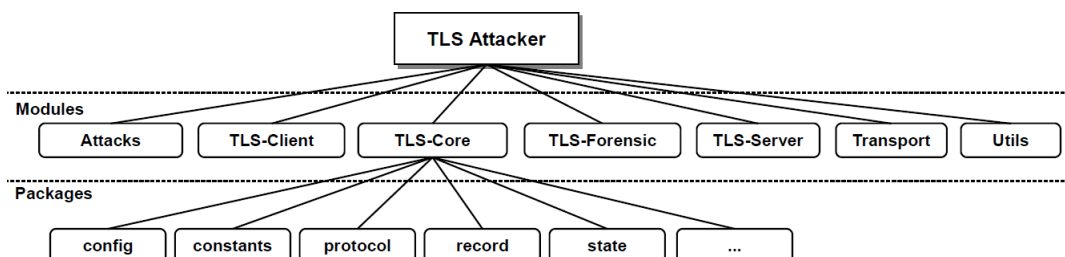 TLS Attacker
Modules
Attacks TLS-Client TLS-Core TLS-Forensic TLS-Server Transport Utils
Packages
config constants protocol record state ...